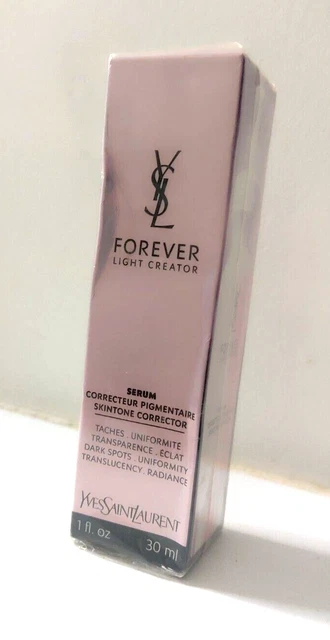 YSL
FOREVER
LIGHT CREATOR
SERUM
CORRECTEUR PIGMENTAIRE
SKINTONE CORRECTOR
TACHES . UNIFORMITE
TRANSPARENCE . ÉCLAT
DARK SPOTS . UNIFORMITY
TRANSLUCENCY . RADIANCE
YVESSAINTLAURENT
1 fl. oz 30 ml